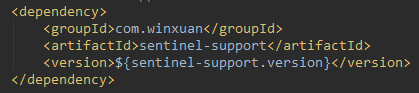 <dependency>
<groupId>com.winxuan</groupId>
<artifactId>sentinel-support</artifactId>
<version>${sentinel-support.version}</version>
</dependency>